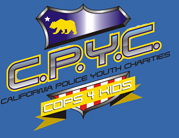 C.P.Y.C.
CALIFORNIA POLICE YOUTH CHARITIES
COPS 4 KIDS